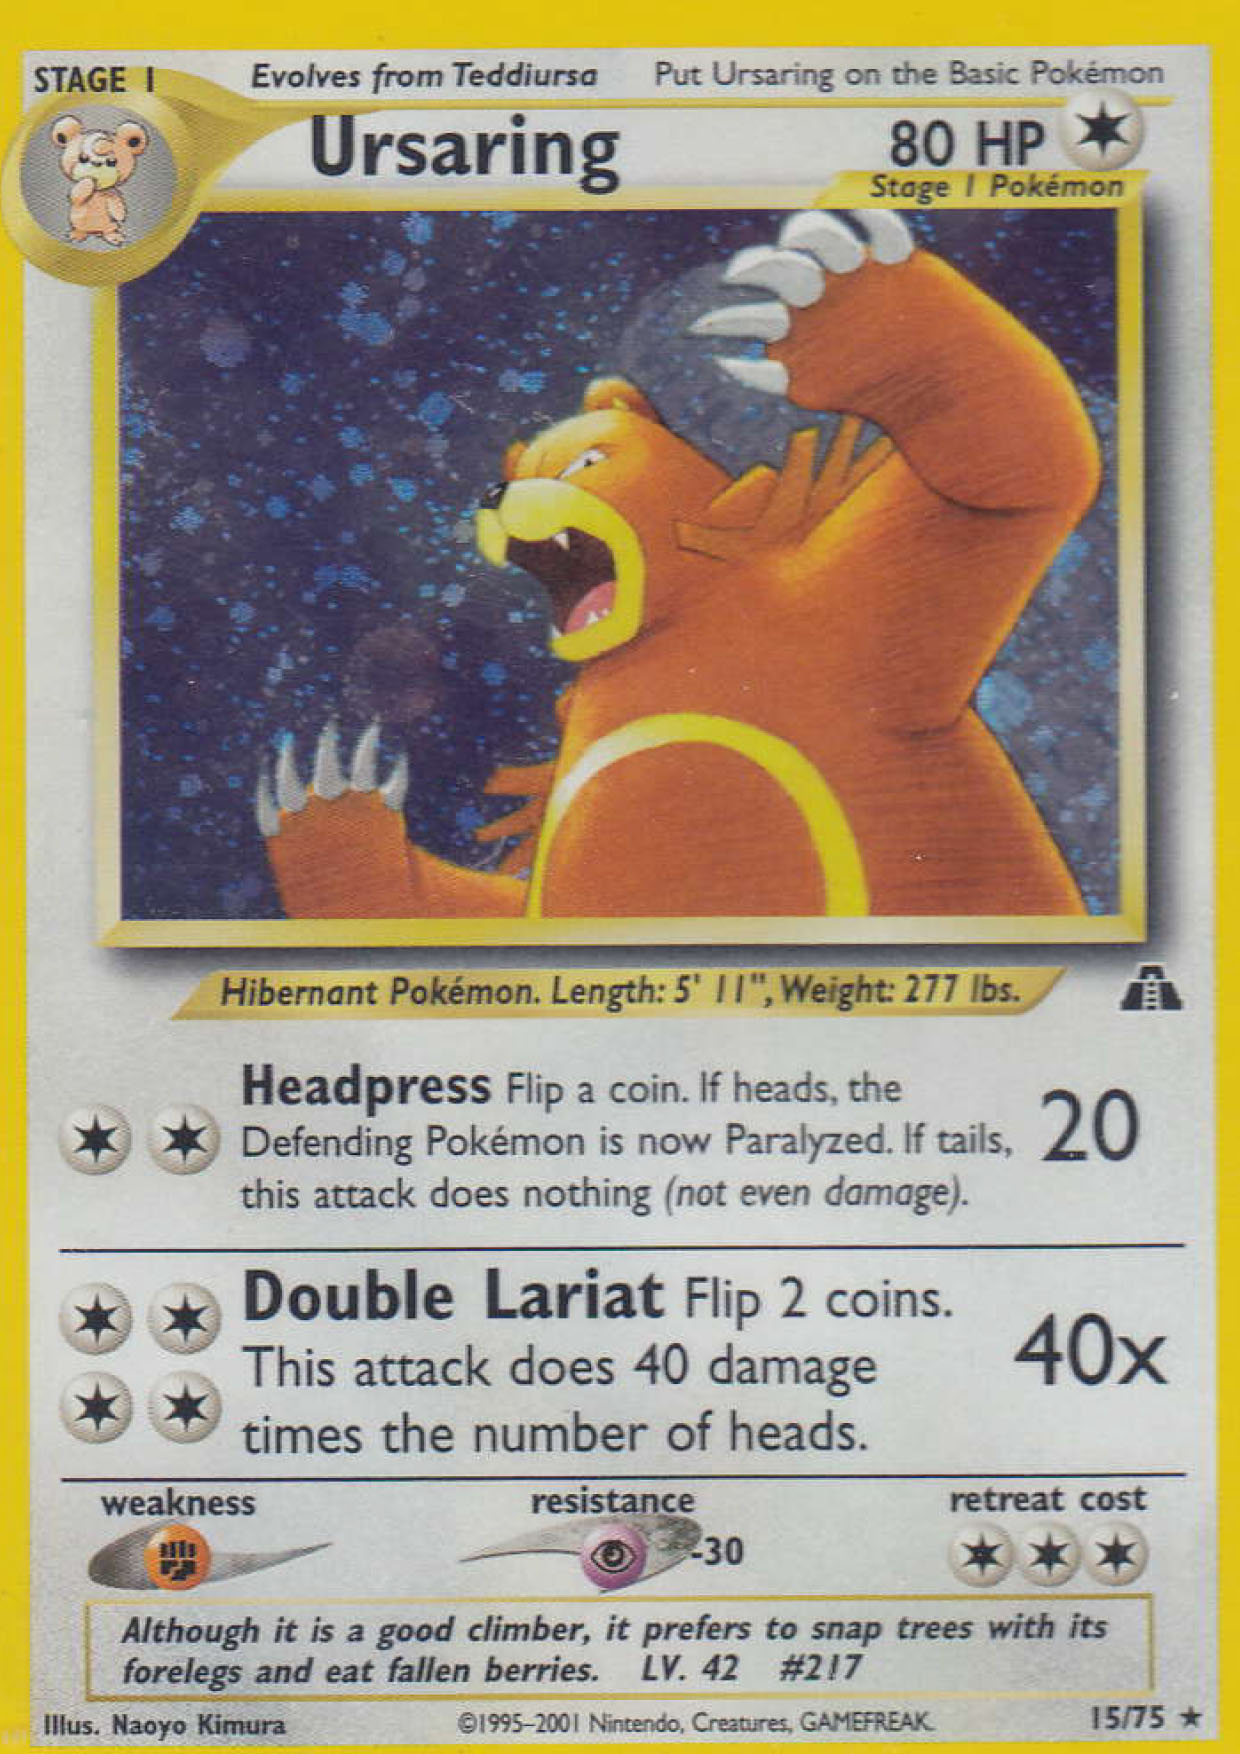 STAGE 1 Evolves from Teddiursa Put Ursaring on the Basic Pokémon
Ursaring 80 HP
Stage 1 Pokémon
Hibernant Pokémon. Length: 5' 11", Weight: 277 lbs.
Headpress Flip a coin. If heads, the
Defending Pokémon is now Paralyzed. If tails,
this attack does nothing (not even damage).
20
Double Lariat Flip 2 coins.
This attack does 40 damage
times the number of heads.
40x
weakness resistance retreat cost
-30
Although it is a good climber, it prefers to snap trees with its
forelegs and eat fallen berries. LV. 42 #217
Illus. Naoyo Kimura ©1995–2001 Nintendo, Creatures, GAMEFREAK. 15/75 ★